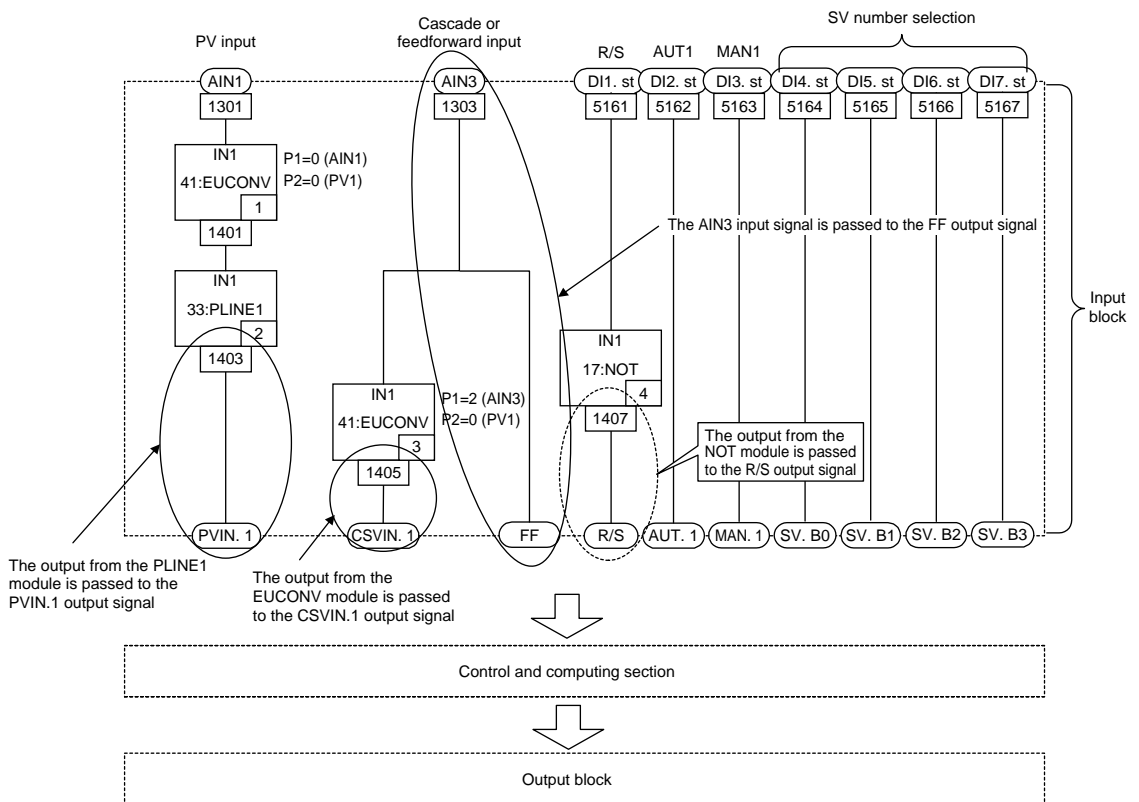 Cascade or
feedforward input
SV number selection
PV input
R/S AUT1 MAN1
AIN1 AIN3 DI1. st DI2. st DI3. st DI4. st DI5. st DI6. st DI7. st
1301 1303 5161 5162 5163 5164 5165 5166 5167
IN1
41:EUCONV
1
P1=0 (AIN1)
P2=0 (PV1)
1401
The AIN3 input signal is passed to the FF output signal
IN1
33:PLINE1
2
1403
Input
block
IN1
17:NOT
4
1407
IN1
41:EUCONV
3
P1=2 (AIN3)
P2=0 (PV1)
1405
The output from the
NOT module is passed
to the R/S output signal
PVIN. 1 CSVIN. 1 FF R/S AUT. 1 MAN. 1 SV. B0 SV. B1 SV. B2 SV. B3
The output from the PLINE1
module is passed to the
PVIN.1 output signal
The output from the
EUCONV module is passed
to the CSVIN.1 output signal
Control and computing section
Output block